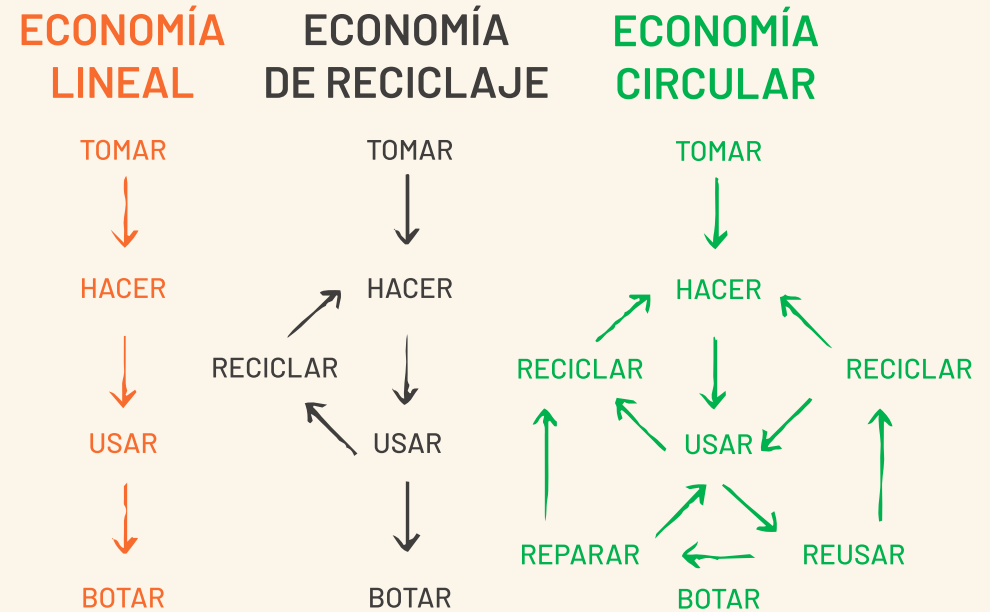 ECONOMÍA
LINEAL
TOMAR
HACER
USAR
BOTAR
ECONOMÍA
DE RECICLAJE
TOMAR
HACER
RECICLAR
USAR
BOTAR
ECONOMÍA
CIRCULAR
TOMAR
HACER
RECICLAR
RECICLAR
USAR
REPARAR
REUSAR
BOTAR